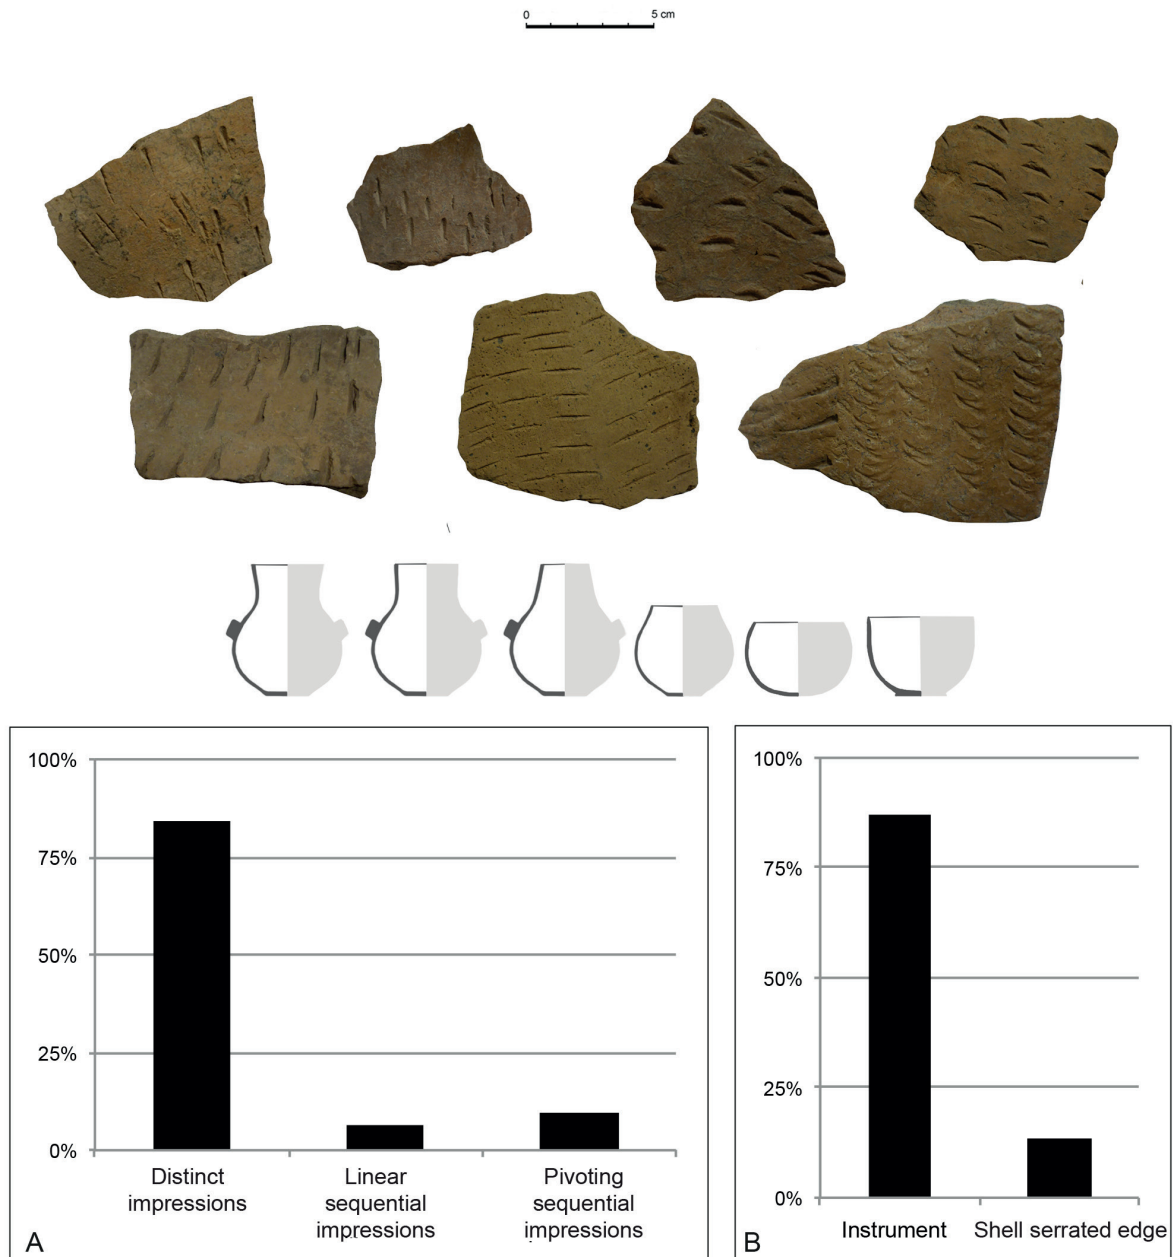 0 5 cm
100%
75%
50%
25%
0%
Distinct
impressions
Linear
sequential
impressions
Pivoting
sequential
impressions
A
100%
75%
50%
25%
0%
Instrument
Shell serrated edge
B